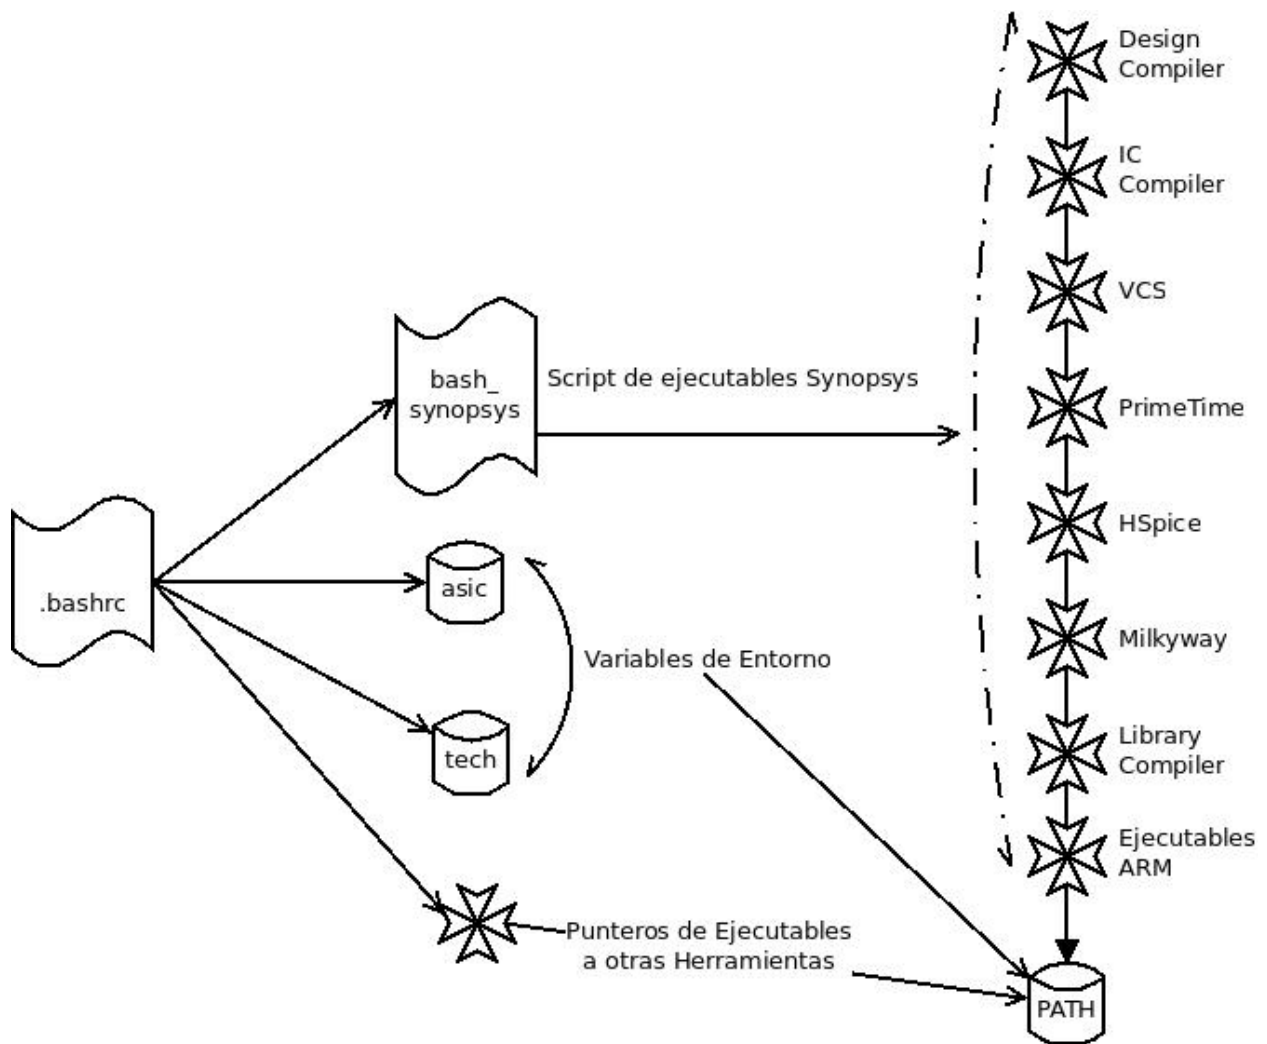 Design
Compiler
IC
Compiler
VCS
bash_
synopsys
Script de ejecutables Synopsys
PrimeTime
HSpice
.bashrc
asic
Variables de Entorno
Milkyway
tech
Library
Compiler
Ejecutables
ARM
Punteros de Ejecutables
a otras Herramientas
PATH